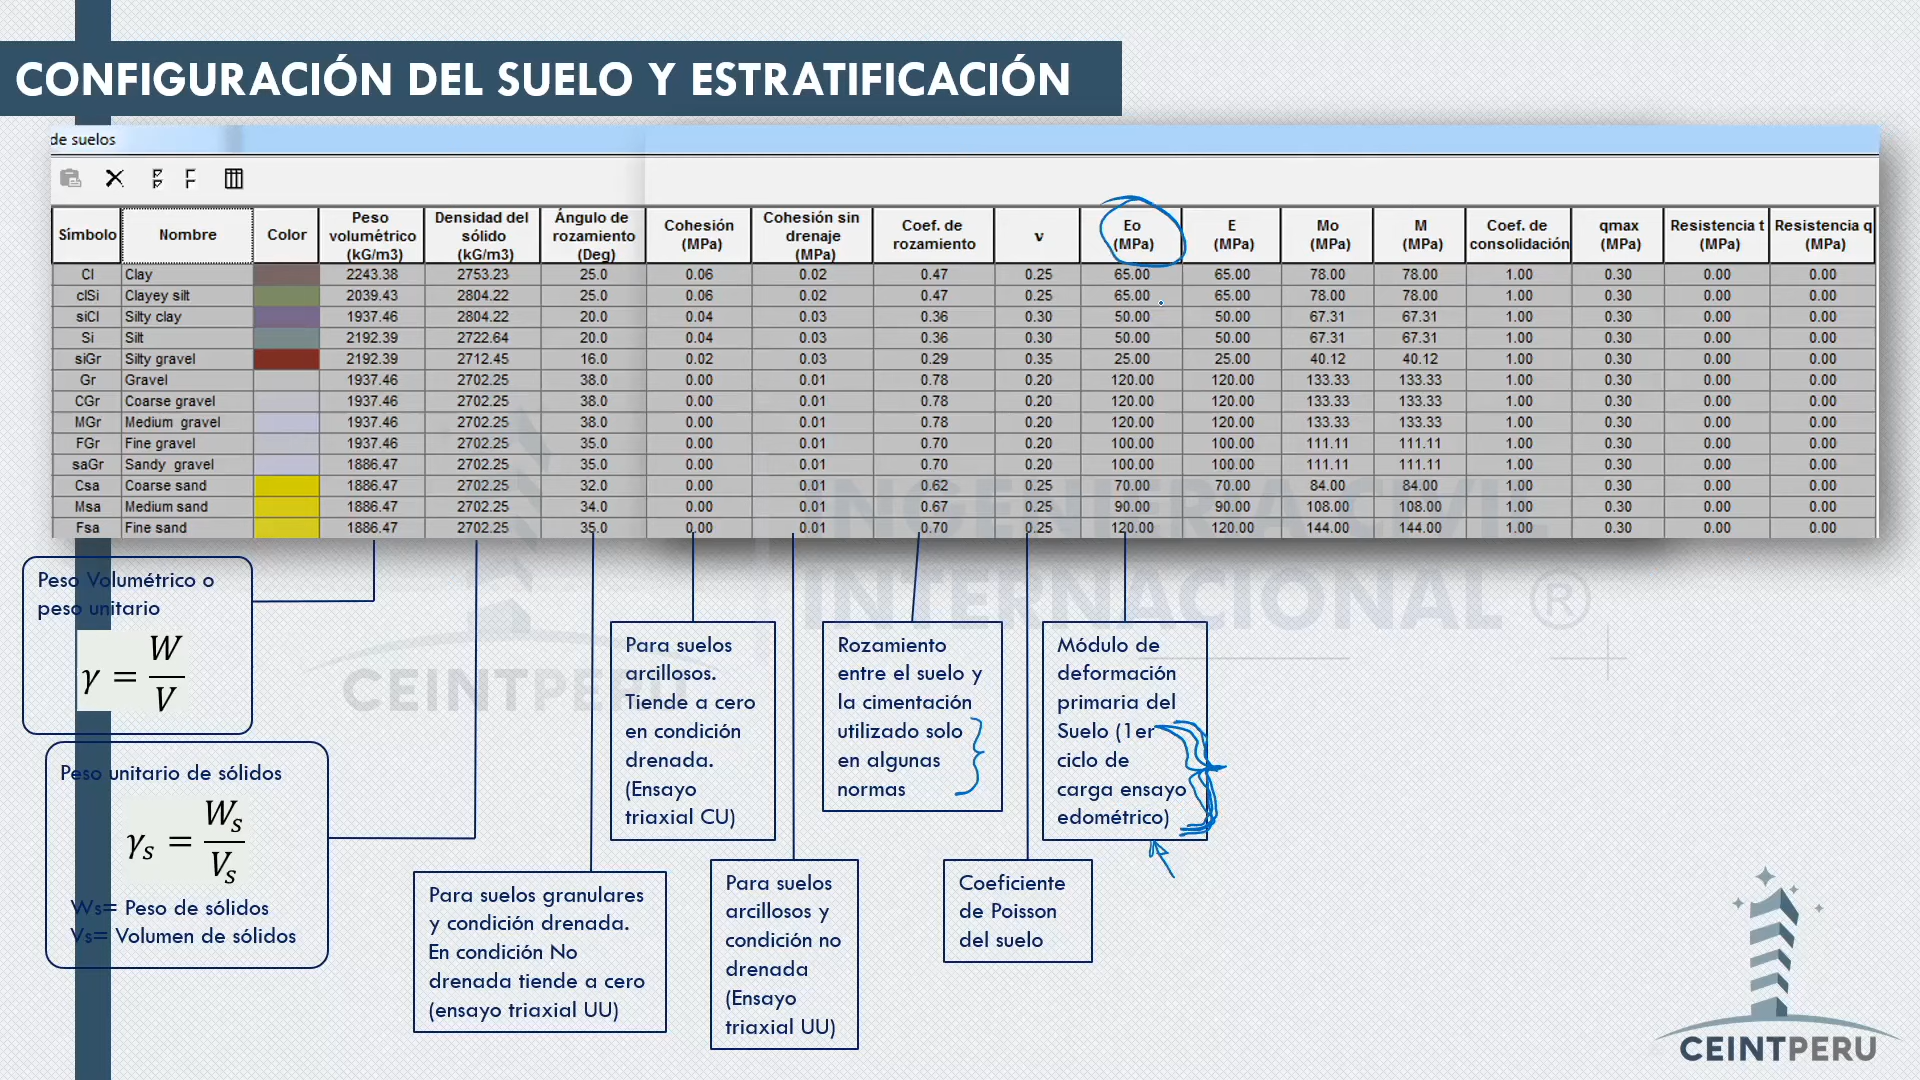 CONFIGURACIÓN DEL SUELO Y ESTRATIFICACIÓN
de suelos
Símbolo Nombre Color Peso volumétrico (kG/m3) Densidad del sólido (kG/m3) Ángulo de rozamiento (Deg) Cohesión (MPa) Cohesión sin drenaje (MPa) Coef. de rozamiento v Eo (MPa) E (MPa) Mo (MPa) M (MPa) Coef. de consolidación qmax (MPa) Resistencia t (MPa) Resistencia q (MPa)
Cl Clay 2243.38 2753.23 25.0 0.06 0.02 0.47 0.25 65.00 65.00 78.00 78.00 1.00 0.30 0.00 0.00
clSi Clayey silt 2039.43 2804.22 25.0 0.06 0.02 0.47 0.25 65.00 65.00 78.00 78.00 1.00 0.30 0.00 0.00
siCl Silty clay 1937.46 2804.22 20.0 0.04 0.03 0.36 0.30 50.00 50.00 67.31 67.31 1.00 0.30 0.00 0.00
Si Silt 2192.39 2722.64 20.0 0.04 0.03 0.36 0.30 50.00 50.00 67.31 67.31 1.00 0.30 0.00 0.00
siGr Silty gravel 2192.39 2712.45 16.0 0.02 0.03 0.29 0.35 25.00 25.00 40.12 40.12 1.00 0.30 0.00 0.00
Gr Gravel 1937.46 2702.25 38.0 0.00 0.01 0.78 0.20 120.00 120.00 133.33 133.33 1.00 0.30 0.00 0.00
CGr Coarse gravel 1937.46 2702.25 38.0 0.00 0.01 0.78 0.20 120.00 120.00 133.33 133.33 1.00 0.30 0.00 0.00
MGr Medium gravel 1937.46 2702.25 38.0 0.00 0.01 0.78 0.20 120.00 120.00 133.33 133.33 1.00 0.30 0.00 0.00
FGr Fine gravel 1937.46 2702.25 35.0 0.00 0.01 0.70 0.20 100.00 100.00 111.11 111.11 1.00 0.30 0.00 0.00
saGr Sandy gravel 1886.47 2702.25 35.0 0.00 0.01 0.70 0.20 100.00 100.00 111.11 111.11 1.00 0.30 0.00 0.00
Csa Coarse sand 1886.47 2702.25 32.0 0.00 0.01 0.62 0.25 70.00 70.00 84.00 84.00 1.00 0.30 0.00 0.00
Msa Medium sand 1886.47 2702.25 34.0 0.00 0.01 0.67 0.25 90.00 90.00 108.00 108.00 1.00 0.30 0.00 0.00
Fsa Fine sand 1886.47 2702.25 35.0 0.00 0.01 0.70 0.25 120.00 120.00 144.00 144.00 1.00 0.30 0.00 0.00
INGENIERIA CIVIL
INTERNACIONAL ®
CEINTPERU
Peso Volumétrico o
peso unitario
γ = W/V
Peso unitario de sólidos
γs = Ws/Vs
Ws= Peso de sólidos
Vs= Volumen de sólidos
Para suelos granulares
y condición drenada.
En condición No
drenada tiende a cero
(ensayo triaxial UU)
Para suelos
arcillosos.
Tiende a cero
en condición
drenada.
(Ensayo
triaxial CU)
Para suelos
arcillosos y
condición no
drenada
(Ensayo
triaxial UU)
Rozamiento
entre el suelo y
la cimentación
utilizado solo
en algunas
normas
Coeficiente
de Poisson
del suelo
Módulo de
deformación
primaria del
Suelo (1er
ciclo de
carga ensayo
edométrico)
CEINTPERU